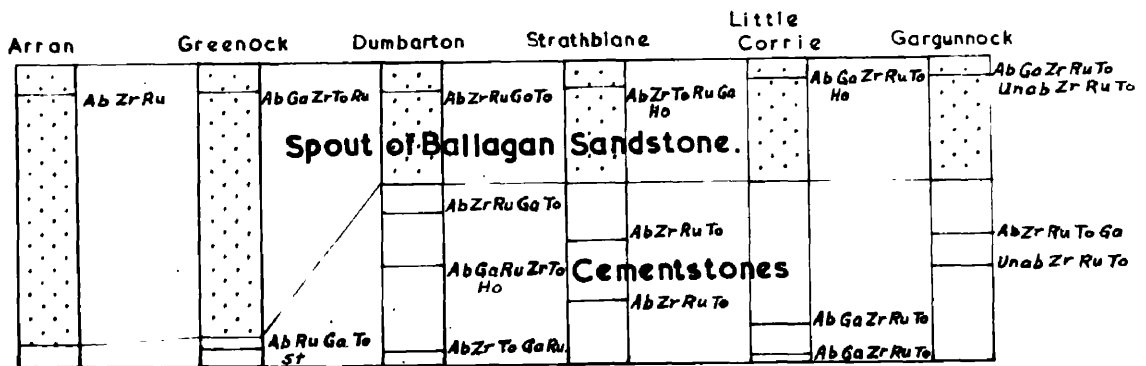 Arran
Greenock
Dumbarton
Strathblane
Little
Corrie
Gargunnock
Ab Zr Ru
Ab Ga Zr To Ru
Ab Zr Ru Ga To
Ab Zr To Ru Ga
Ho
Ab Ga Zr Ru To
Ho
Ab Ga Zr Ru To
Unab Zr Ru To
Spout of Ballagan Sandstone.
Ab Zr Ru Ga To
Ab Zr Ru To
Ab Zr Ru To Ga
Ab Ga Ru Zr To
Ho
Cementstones
Unab Zr Ru To
Ab Zr Ru To
Ab Ga Zr Ru To
Ab Ru Ga To
St
Ab Zr To Ga Ru
Ab Ga Zr Ru To